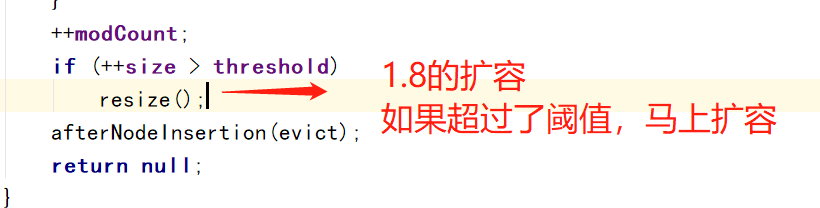 }
++modCount;
if (++size > threshold)
resize();
1.8的扩容
如果超过了阈值，马上扩容
afterNodeInsertion(evict);
return null;
}